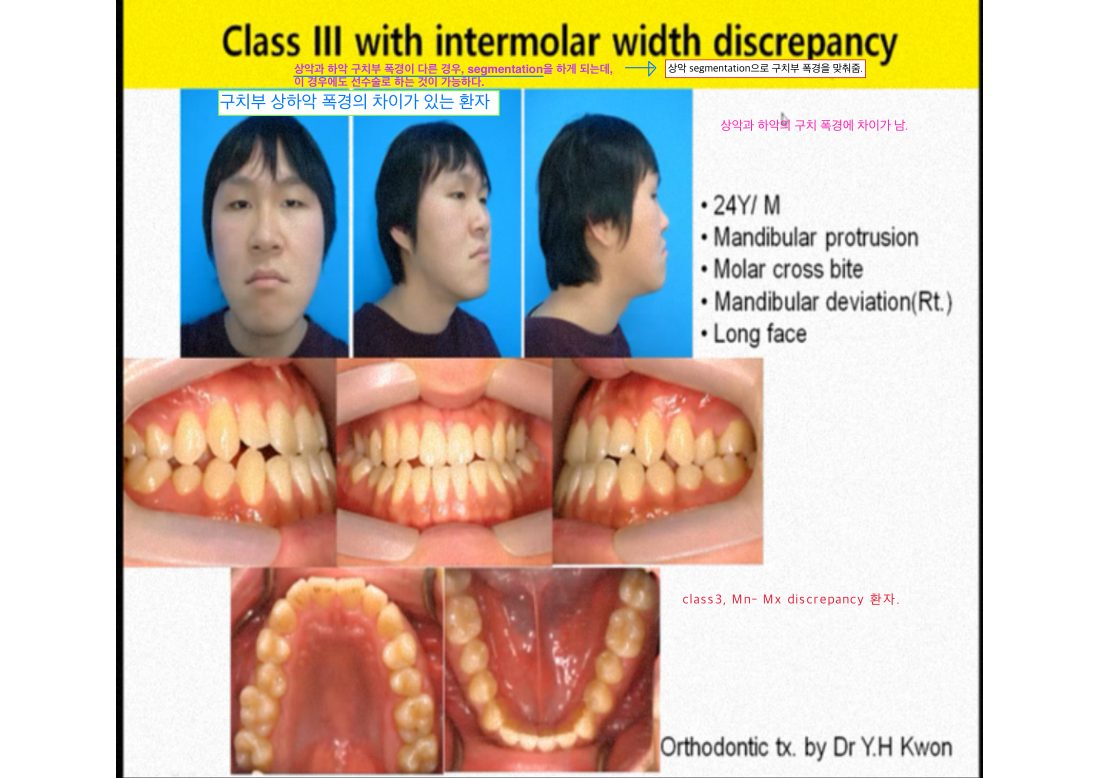 Class III with intermolar width discrepancy
상악과 하악 구치부 폭경이 다른 경우, segmentation을 하게 되는데,
이 경우에도 선수술로 하는 것이 가능하다.
상악 segmentation으로 구치부 폭경을 맞춰줌.
구치부 상하악 폭경의 차이가 있는 환자
상악과 하악의 구치 폭경에 차이가 남.
• 24Y/ M
• Mandibular protrusion
• Molar cross bite
• Mandibular deviation(Rt.)
• Long face
class3, Mn- Mx discrepancy 환자.
Orthodontic tx. by Dr Y.H Kwon